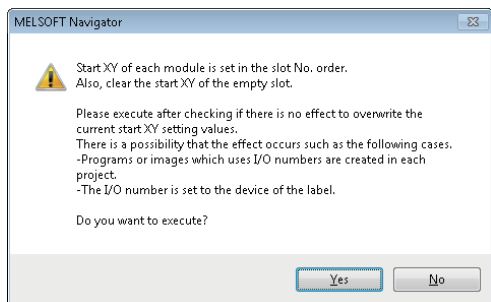 MELSOFT Navigator
Start XY of each module is set in the slot No. order.
Also, clear the start XY of the empty slot.
Please execute after checking if there is no effect to overwrite the
current start XY setting values.
There is a possibility that the effect occurs such as the following cases.
-Programs or images which uses I/O numbers are created in each
project.
-The I/O number is set to the device of the label.
Do you want to execute?
Yes No